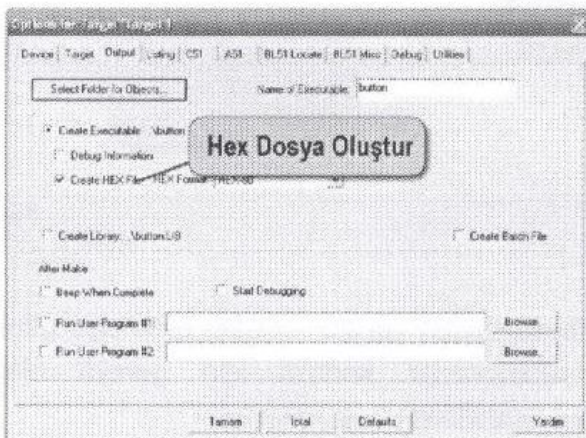 Options for Target 'Target 1'
Device Target Output Listing C51 A51 BL51 Locate BL51 Misc Debug Utilities
Select Folder for Objects... Name of Executable: button
Create Executable: .\button
Debug Information
Create HEX File HEX Format: HEX-80
Hex Dosya Oluştur
Create Library: .\button.LIB Create Batch File
After Make
Beep When Complete Start Debugging
Run User Program #1: Browse...
Run User Program #2: Browse...
Tamam İptal Defaults Yardım